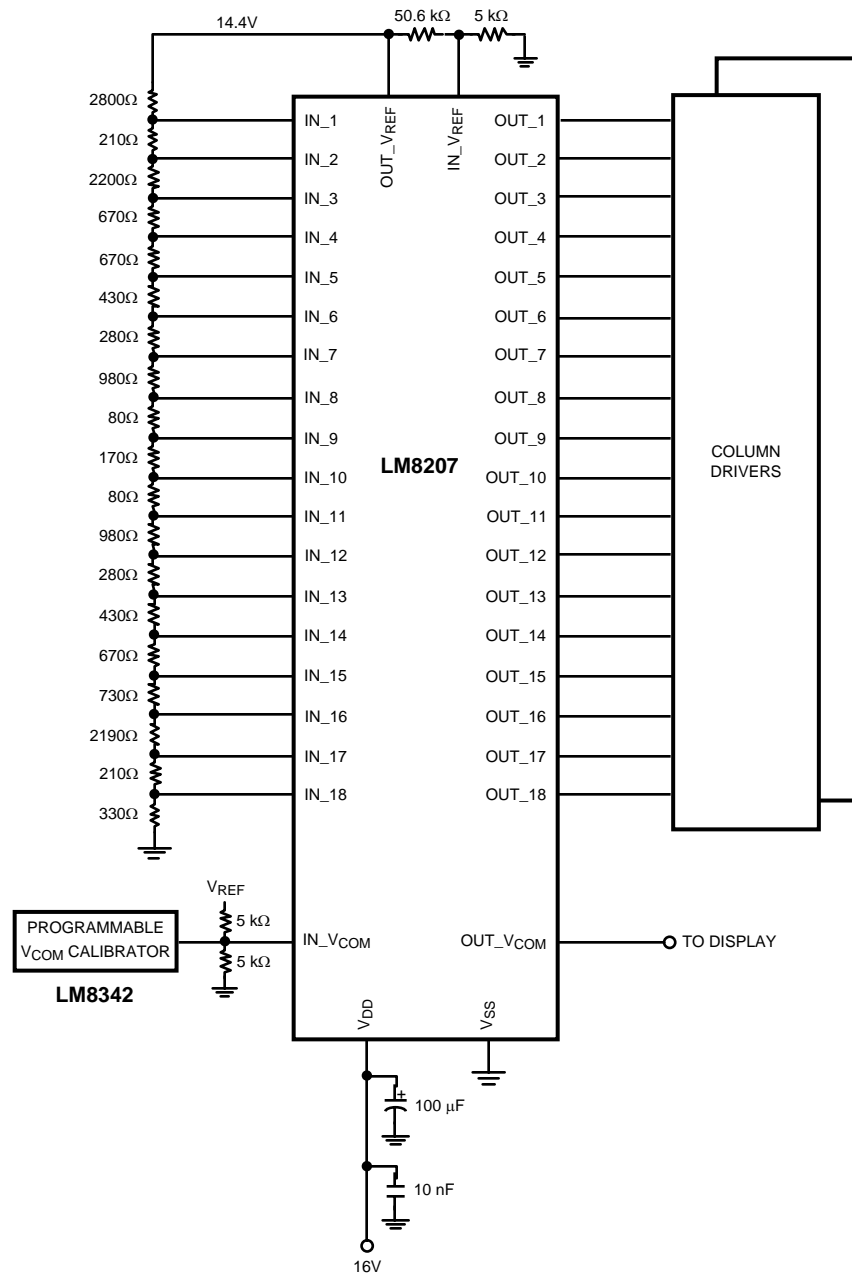 50.6 kΩ 5 kΩ
14.4V
2800Ω
210Ω
2200Ω
670Ω
670Ω
430Ω
280Ω
980Ω
80Ω
170Ω
80Ω
980Ω
280Ω
430Ω
670Ω
730Ω
2190Ω
210Ω
330Ω
OUT_VREF
IN_VREF
IN_1 OUT_1
IN_2 OUT_2
IN_3 OUT_3
IN_4 OUT_4
IN_5 OUT_5
IN_6 OUT_6
IN_7 OUT_7
IN_8 OUT_8
IN_9 OUT_9
LM8207
IN_10 OUT_10
IN_11 OUT_11
IN_12 OUT_12
IN_13 OUT_13
IN_14 OUT_14
IN_15 OUT_15
IN_16 OUT_16
IN_17 OUT_17
IN_18 OUT_18
COLUMN
DRIVERS
VREF
5 kΩ
5 kΩ
PROGRAMMABLE
VCOM CALIBRATOR
LM8342
IN_VCOM OUT_VCOM
TO DISPLAY
VDD
VSS
+
100 µF
10 nF
16V